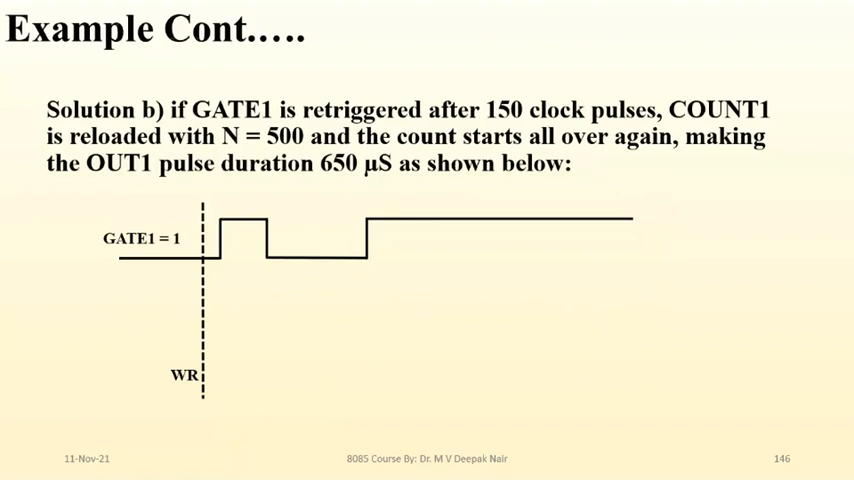 Example Cont.….
Solution b) if GATE1 is retriggered after 150 clock pulses, COUNT1
is reloaded with N = 500 and the count starts all over again, making
the OUT1 pulse duration 650 µS as shown below:
GATE1 = 1
WR
11-Nov-21
8085 Course By: Dr. M V Deepak Nair
146